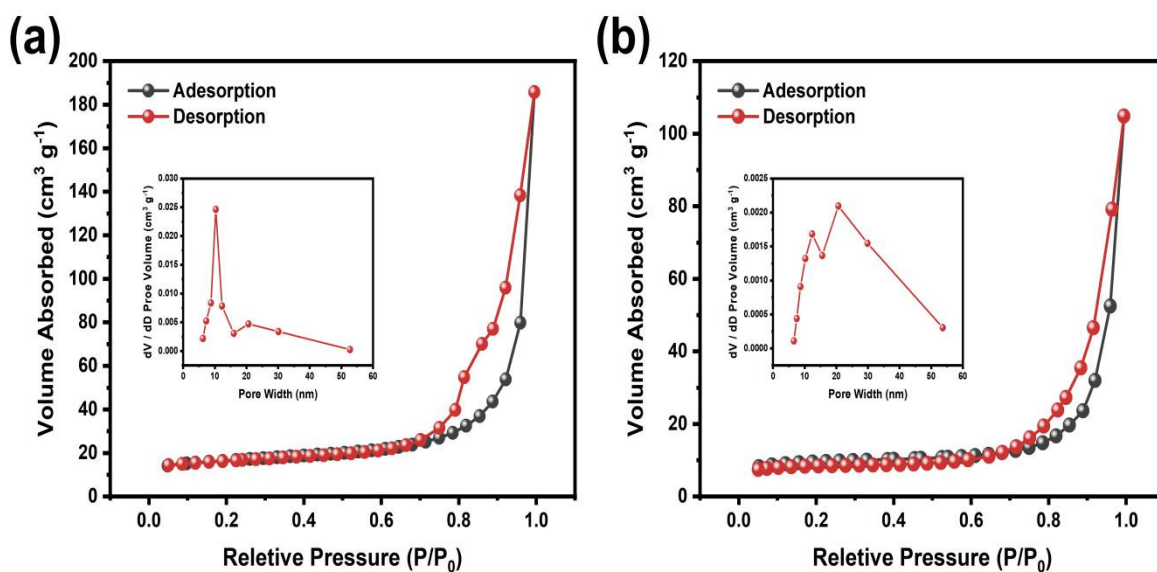 (a)
200
180
160
140
120
100
80
60
40
20
0
Volume Absorbed (cm³ g⁻¹)
Adesorption
Desorption
0.030
0.025
0.020
0.015
0.010
0.005
0.000
dV / dD Proe Volume (cm³ g⁻¹)
0 10 20 30 40 50 60
Pore Width (nm)
0.0 0.2 0.4 0.6 0.8 1.0
Reletive Pressure (P/P₀)
(b)
120
100
80
60
40
20
0
Volume Absorbed (cm³ g⁻¹)
Adesorption
Desorption
0.0025
0.0020
0.0015
0.0010
0.0005
0.0000
dV / dD Proe Volume (cm³ g⁻¹)
0 10 20 30 40 50 60
Pore Width (nm)
0.0 0.2 0.4 0.6 0.8 1.0
Reletive Pressure (P/P₀)